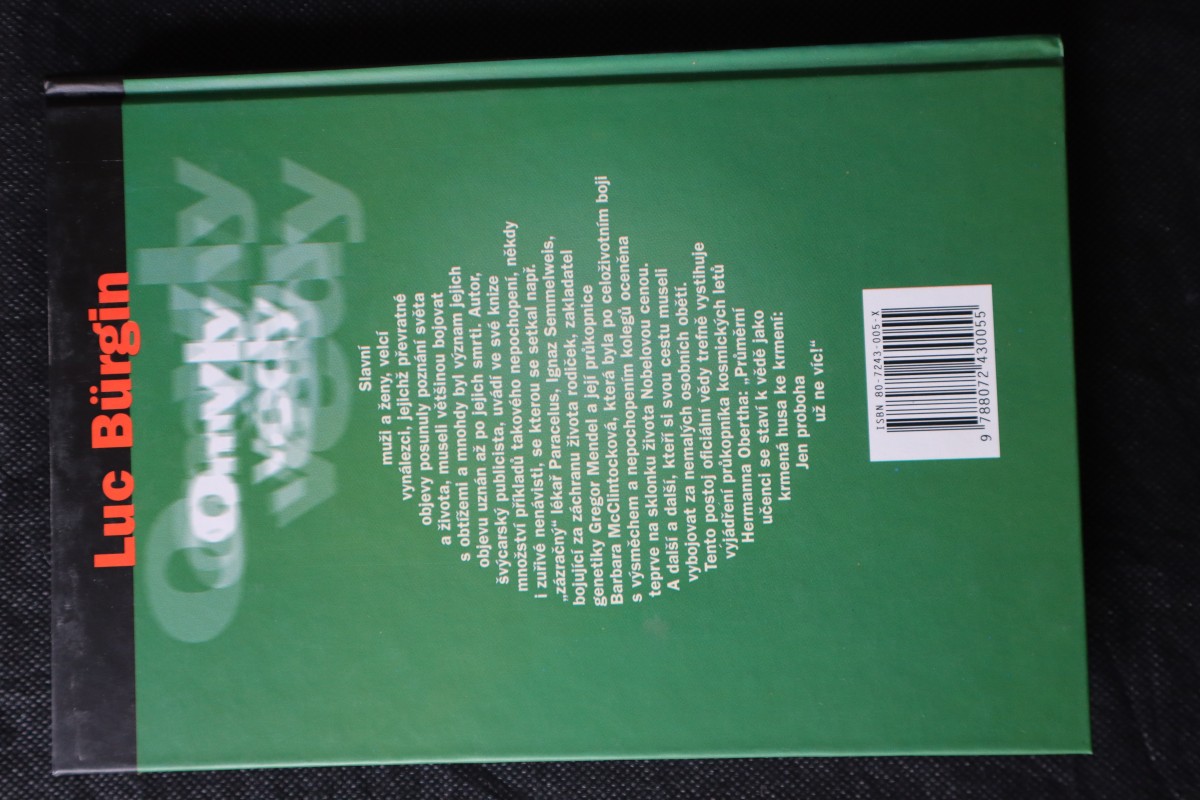 Luc Bürgin
Omyly
vědy
Slavní
muži a ženy, velcí
vynálezci, jejichž převratné
objevy posunuly poznání světa
a života, museli většinou bojovat
s obtížemi a mnohdy byl význam jejich
objevu uznán až po jejich smrti. Autor,
švýcarský publicista, uvádí ve své knize
množství příkladů takového nepochopení, někdy
i zuřivé nenávisti, se kterou se setkal např.
„zázračný" lékař Paracelsus, Ignaz Semmelweis,
bojující za záchranu života rodiček, zakladatel
genetiky Gregor Mendel a její průkopnice
Barbara McClintocková, která byla po celoživotním boji
s výsměchem a nepochopením kolegů oceněna
teprve na sklonku života Nobelovou cenou.
A další a další, kteří si svou cestu museli
vybojovat za nemalých osobních obětí.
Tento postoj oficiální vědy trefně vystihuje
vyjádření průkopníka kosmických letů
Hermanna Obertha: „Průměrní
učenci se staví k vědě jako
krmená husa ke krmení:
Jen proboha
už ne víc!"
ISBN 80-7243-005-X
9 788072 430055